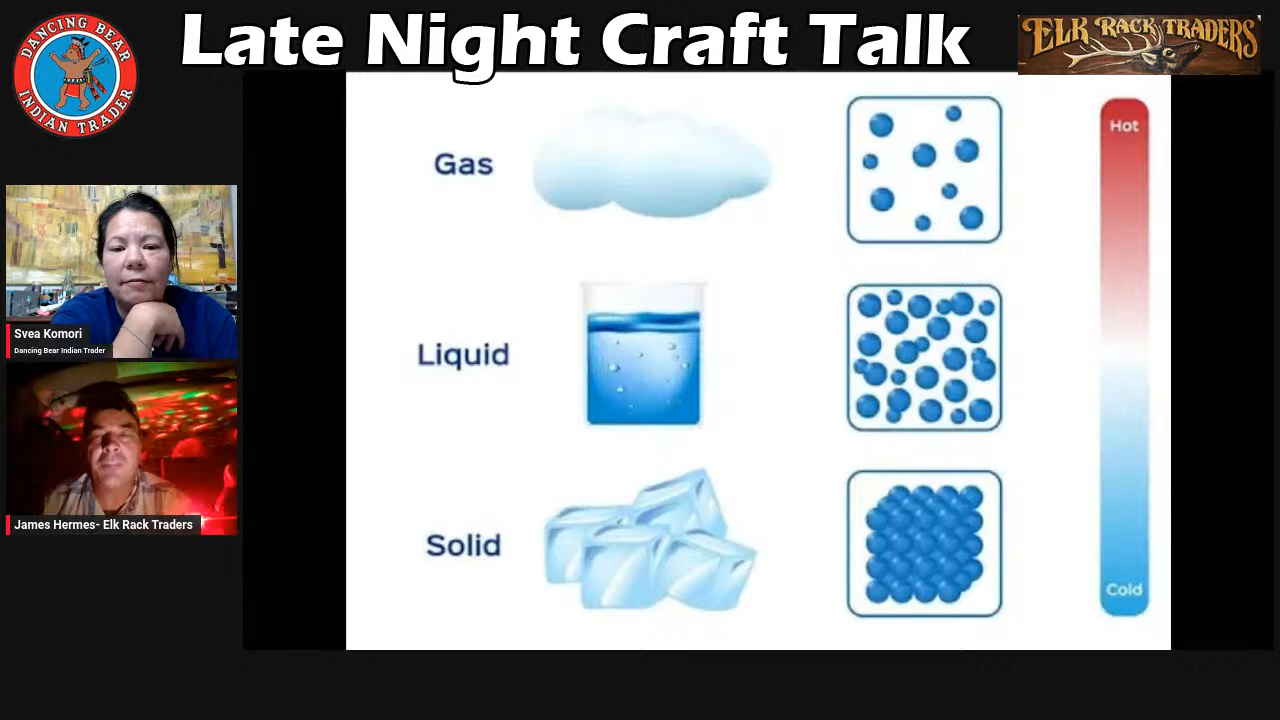 DANCING BEAR
INDIAN TRADER
Late Night Craft Talk
ELK RACK TRADERS
Gas
Hot
Svea Komori
Dancing Bear Indian Trader
Liquid
James Hermes- Elk Rack Traders
Solid
Cold